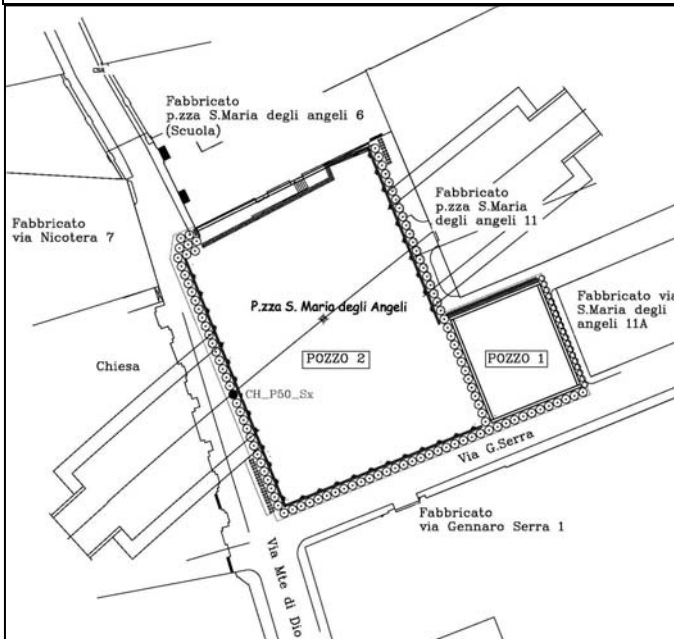 CSA
Fabbricato
p.zza S.Maria degli angeli 6
(Scuola)
Fabbricato
p.zza S.Maria
degli angeli 11
Fabbricato
via Nicotera 7
Fabbricato via
S.Maria degli
angeli 11A
P.zza S. Maria degli Angeli
POZZO 2
POZZO 1
Chiesa
CH_P50_Sx
Via G.Serra
Fabbricato
via Gennaro Serra 1
Via Mte di Dio